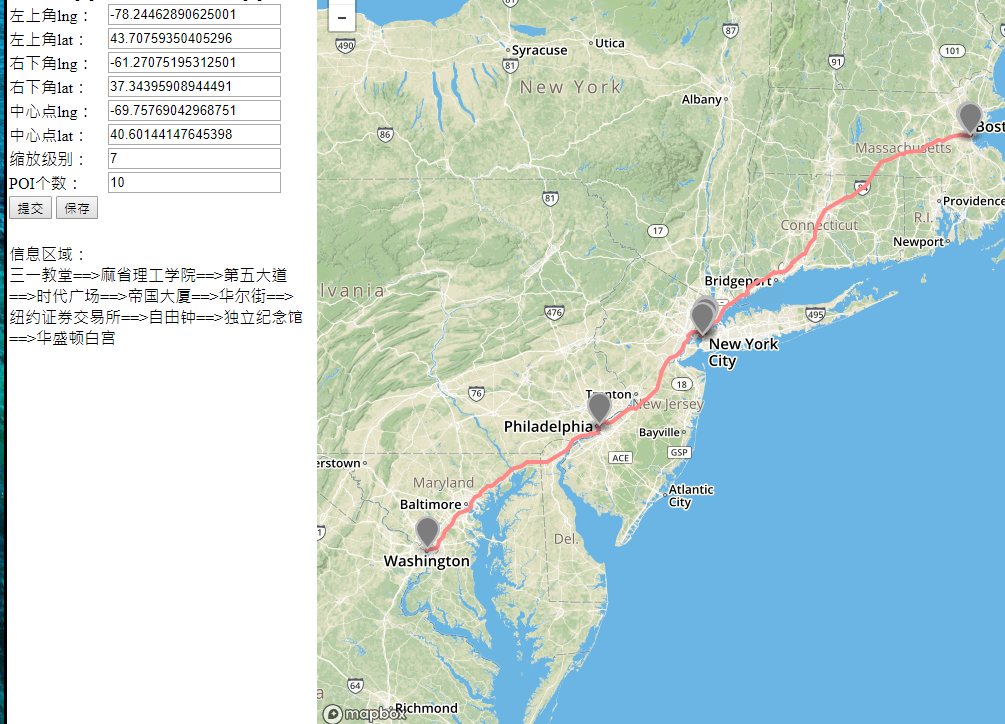 左上角lng： -78.24462890625001
左上角lat： 43.70759350405296
右下角lng： -61.27075195312501
右下角lat： 37.34395908944491
中心点lng： -69.75769042968751
中心点lat： 40.60144147645398
缩放级别： 7
POI个数： 10
提交 保存
信息区域：
三一教堂==>麻省理工学院==>第五大道
==>时代广场==>帝国大厦==>华尔街==>
纽约证券交易所==>自由钟==>独立纪念馆
==>华盛顿白宫
-
87
490
Utica
Syracuse
101
81
91
New York
Albany
Bost
86
Massachusetts
81
Providence
R.I.
17
Connecticut
Newport
Bridgeport
lvania
476
495
New York
City
76
18
Trenton
New Jersey
Philadelphia
Bayville
ACE
GSP
erstown
Maryland
Atlantic
City
Baltimore
Del.
Washington
64
Richmond
mapbox